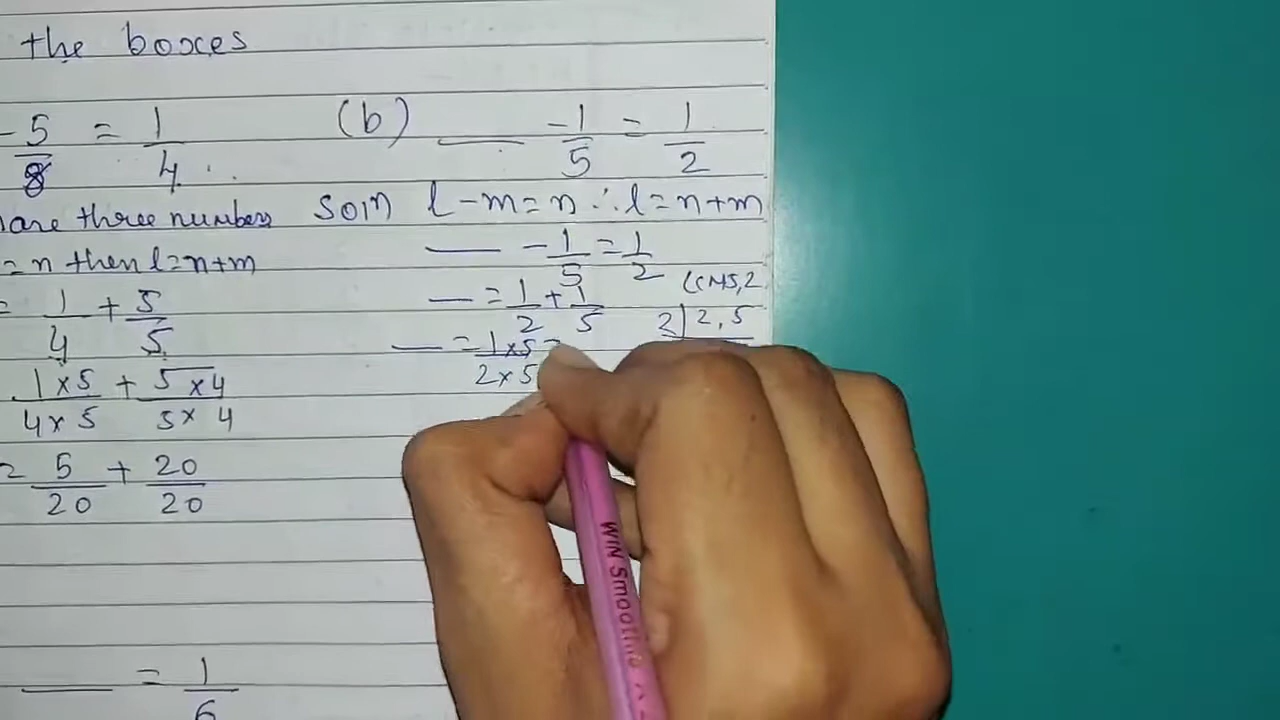 the boxes
- 5/8 = 1/4 (b) ___ - 1/5 = 1/2
are three numbers Soln l - m = n ∴ l = n + m
= n then l = n + m ___ - 1/5 = 1/2
LCM 5, 2
= 1/4 + 5/5 ___ = 1/2 + 1/5 2 | 2, 5
1×5/4×5 + 5×4/5×4 ___ = 1×5/2×5
= 5/20 + 20/20
___ = 1/6
WIN Smooth